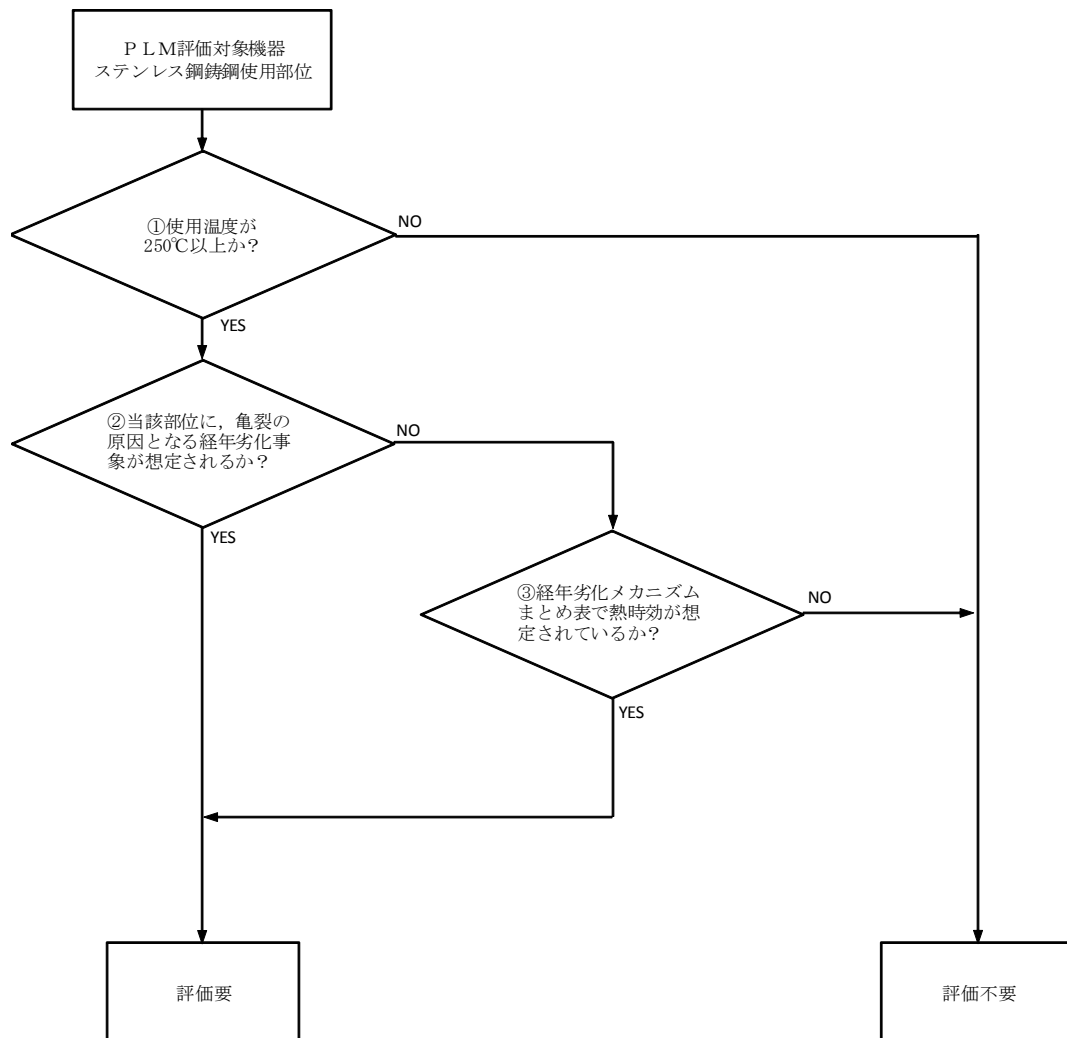 ＰＬＭ評価対象機器
ステンレス鋼鋳鋼使用部位
①使用温度が
250℃以上か？
NO
YES
②当該部位に，亀裂の
原因となる経年劣化事
象が想定されるか？
NO
YES
③経年劣化メカニズム
まとめ表で熱時効が想
定されているか？
NO
YES
評価要
評価不要